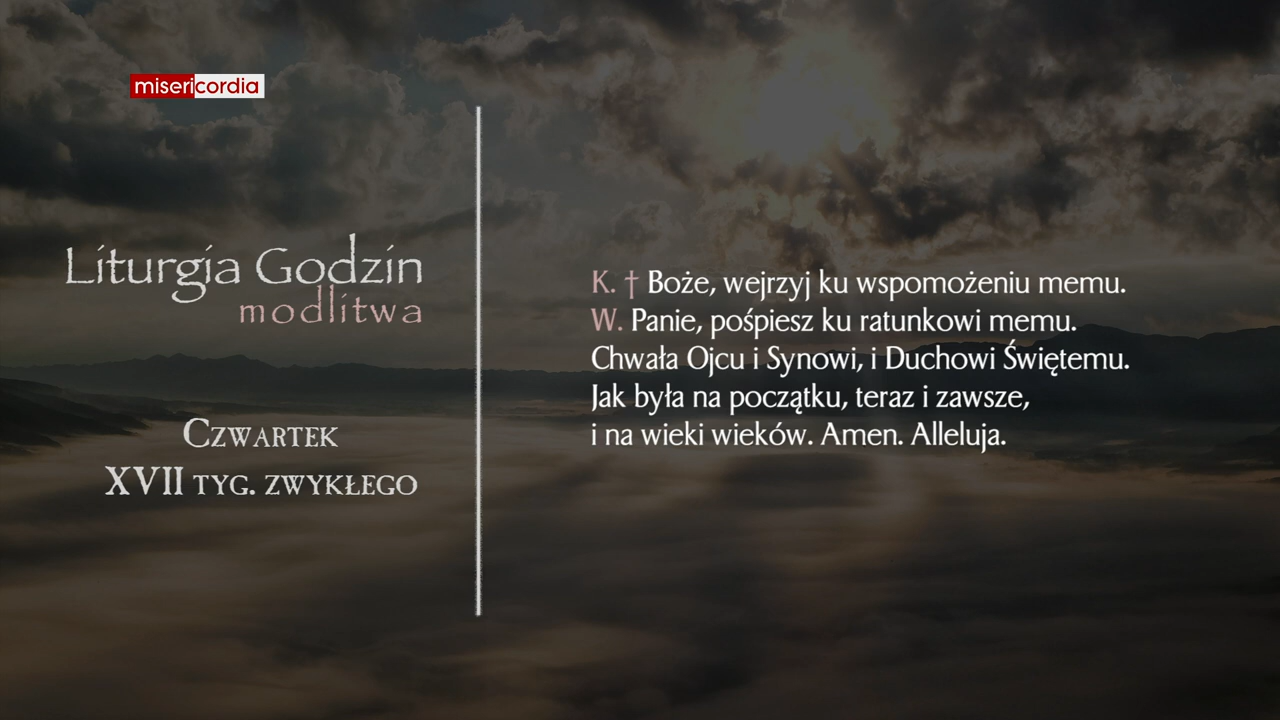 misericordia
Liturgia Godzin
modlitwa
Czwartek
XVII tyg. zwykłego
K. † Boże, wejrzyj ku wspomożeniu memu.
W. Panie, pośpiesz ku ratunkowi memu.
Chwała Ojcu i Synowi, i Duchowi Świętemu.
Jak była na początku, teraz i zawsze,
i na wieki wieków. Amen. Alleluja.